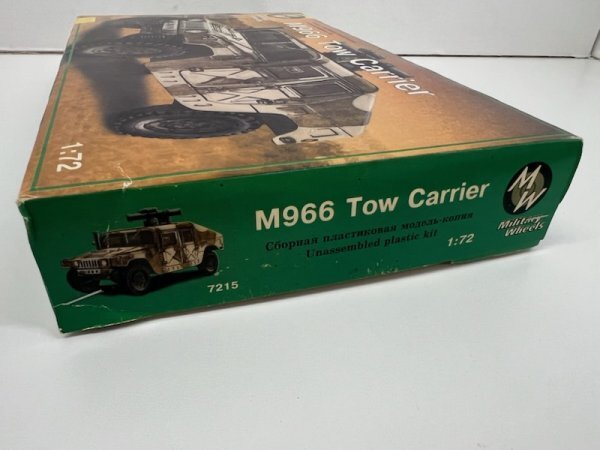 M966 Tow Carrier
1:72
M966 Tow Carrier
Сборная пластиковая модель-копия
Unassembled plastic kit
1:72
7215
MW
Military
Wheels